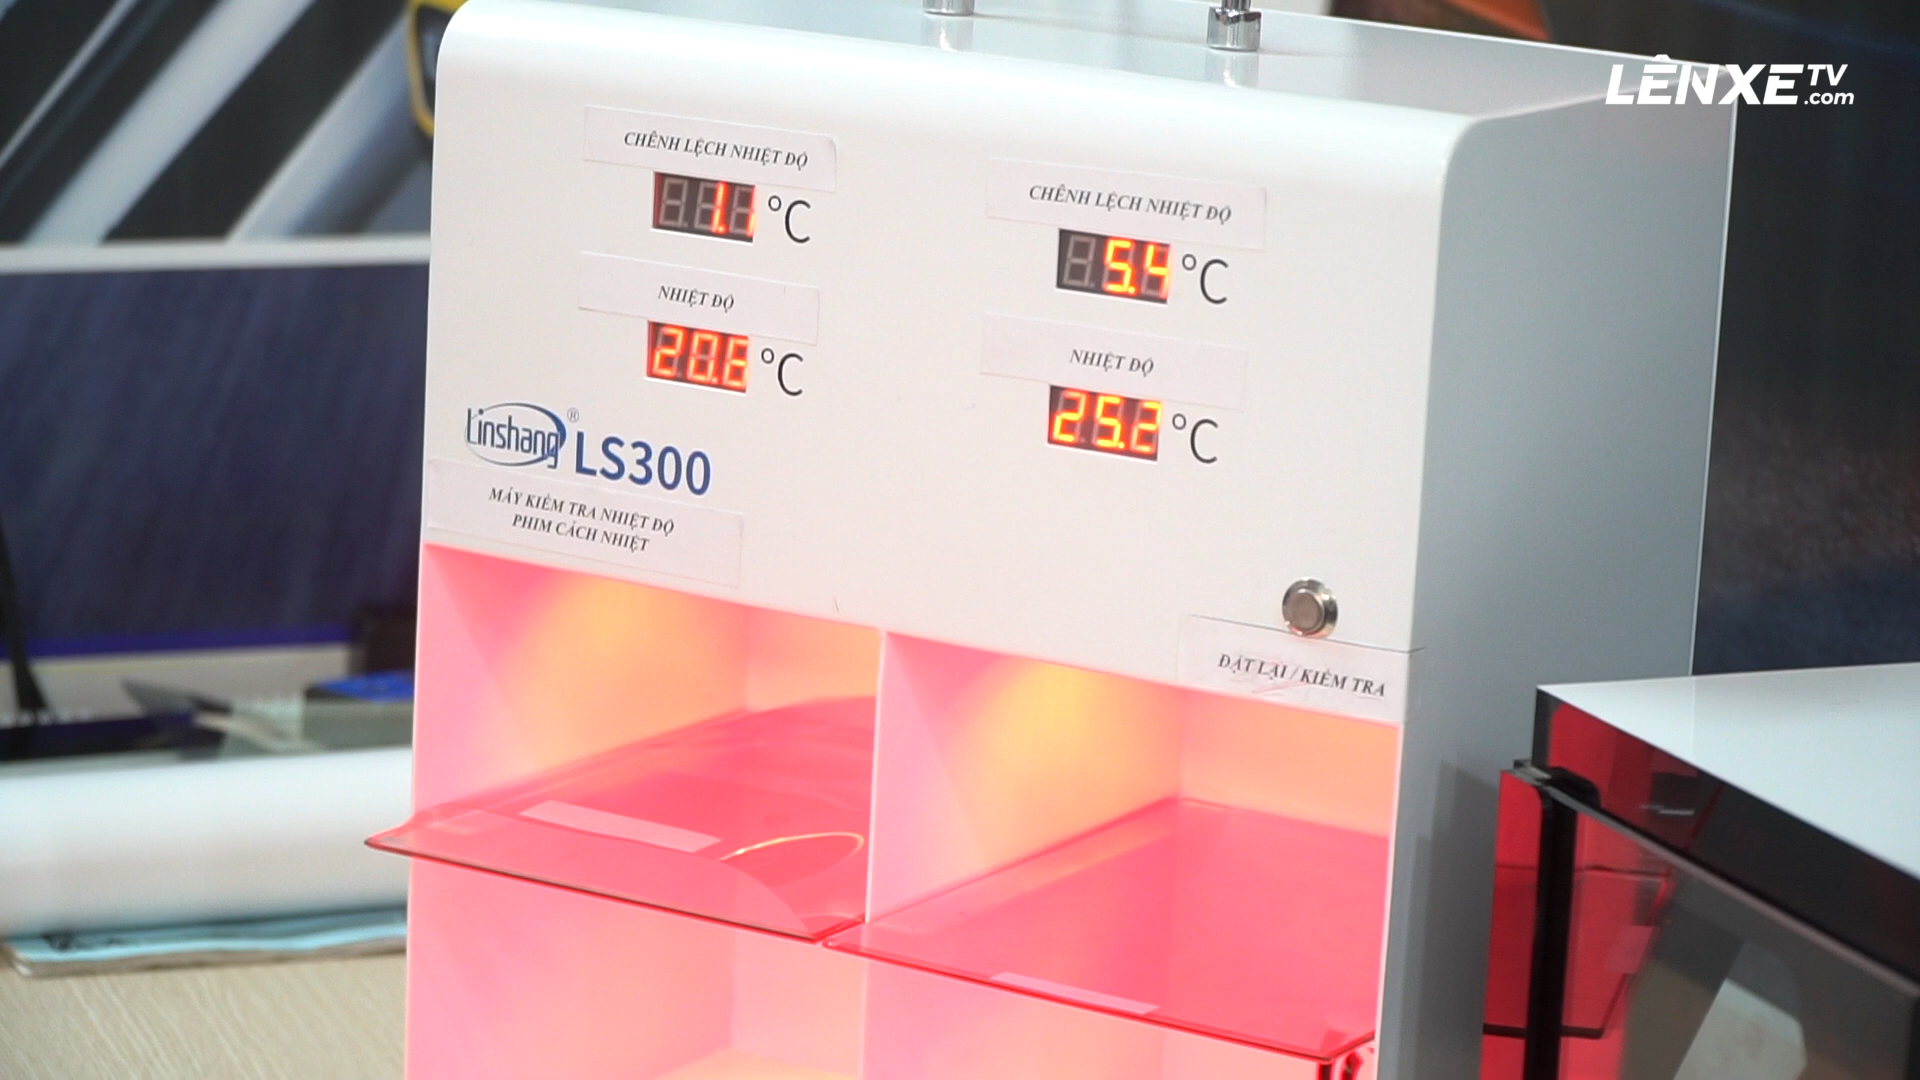 LÊNXE TV
.com
CHÊNH LỆCH NHIỆT ĐỘ
1.1 °C
NHIỆT ĐỘ
20.6 °C
CHÊNH LỆCH NHIỆT ĐỘ
5.4 °C
NHIỆT ĐỘ
25.2 °C
Linshang® LS300
MÁY KIỂM TRA NHIỆT ĐỘ
PHIM CÁCH NHIỆT
ĐẶT LẠI / KIỂM TRA